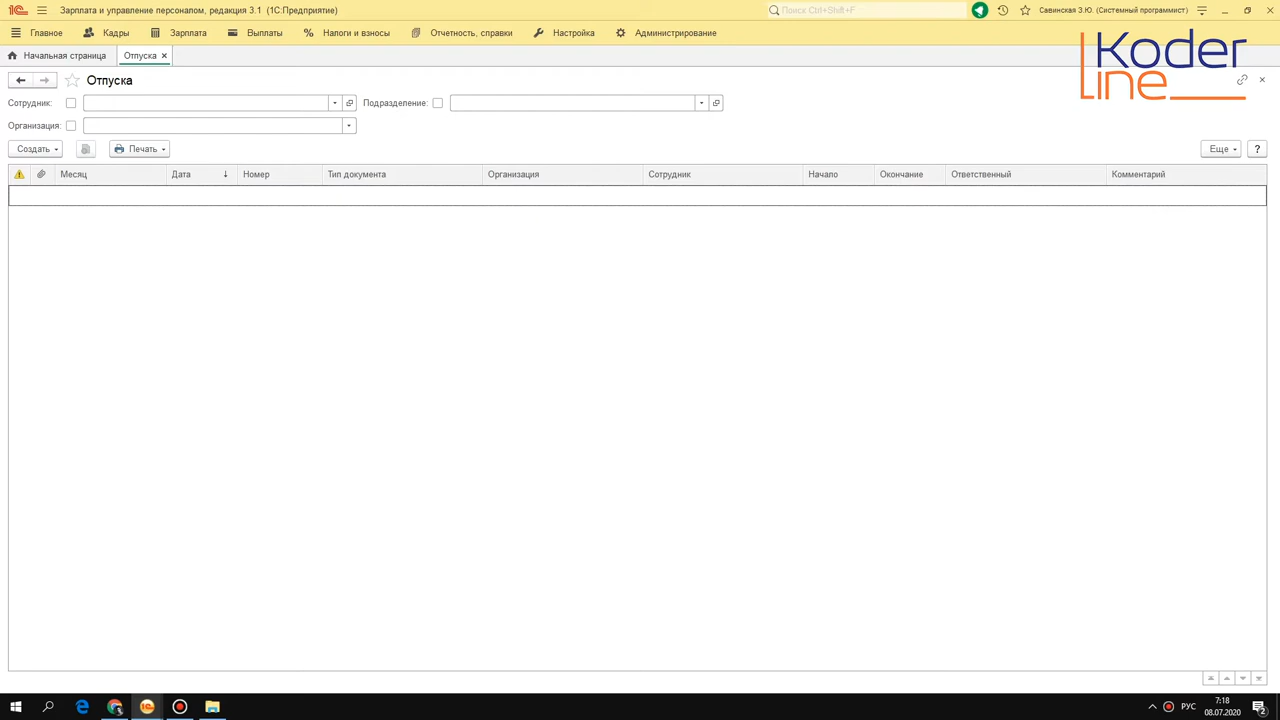 Зарплата и управление персоналом, редакция 3.1 (1С:Предприятие)
Поиск Ctrl+Shift+F
Савинская З.Ю. (Системный программист)
Главное Кадры Зарплата Выплаты Налоги и взносы Отчетность, справки Настройка Администрирование
Koder
line
Начальная страница Отпуска
Отпуска
Сотрудник: Подразделение:
Организация:
Создать Печать Еще ?
Месяц Дата Номер Тип документа Организация Сотрудник Начало Окончание Ответственный Комментарий
РУС
7:18
08.07.2020
2